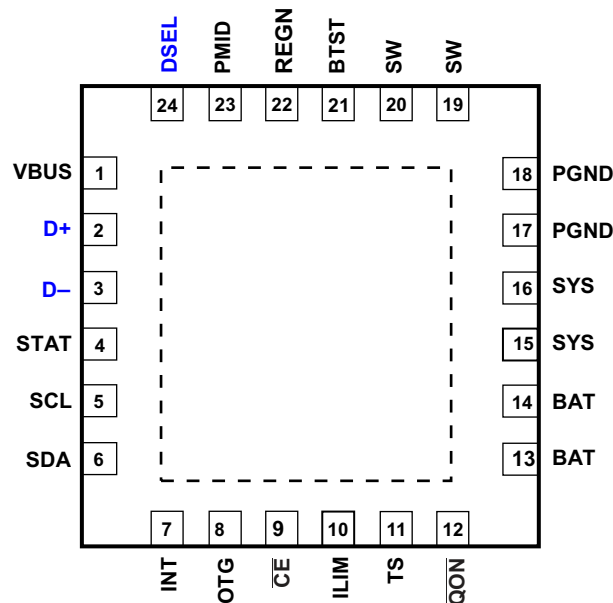 DSEL PMID REGN BTST SW SW
24 23 22 21 20 19
VBUS 1 18 PGND
D+ 2 17 PGND
D– 3 16 SYS
STAT 4 15 SYS
SCL 5 14 BAT
SDA 6 13 BAT
7 8 9 10 11 12
INT OTG C̅E̅ ILIM TS Q̅O̅N̅